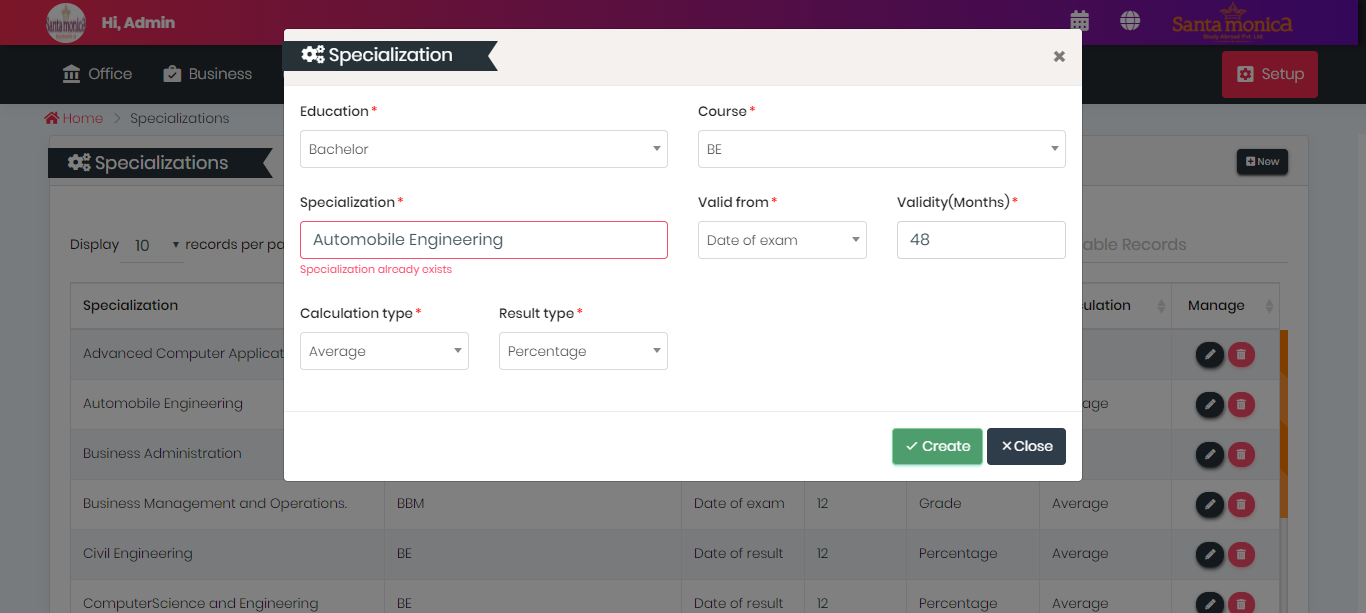 Santa monica
Hi, Admin
Santa monica
Study Abroad Pvt. Ltd.
Office
Business
Setup
Home > Specializations
Specializations
New
Display 10 records per pa
able Records
Specialization
ulation
Manage
Advanced Computer Applicat
Automobile Engineering
age
Business Administration
Business Management and Operations.
BBM
Date of exam
12
Grade
Average
Civil Engineering
BE
Date of result
12
Percentage
Average
ComputerScience and Engineering
BE
Date of result
12
Percentage
Average
Specialization
×
Education *
Course *
Bachelor
BE
Specialization *
Valid from *
Validity(Months) *
Automobile Engineering
Date of exam
48
Specialization already exists
Calculation type *
Result type *
Average
Percentage
Create
Close